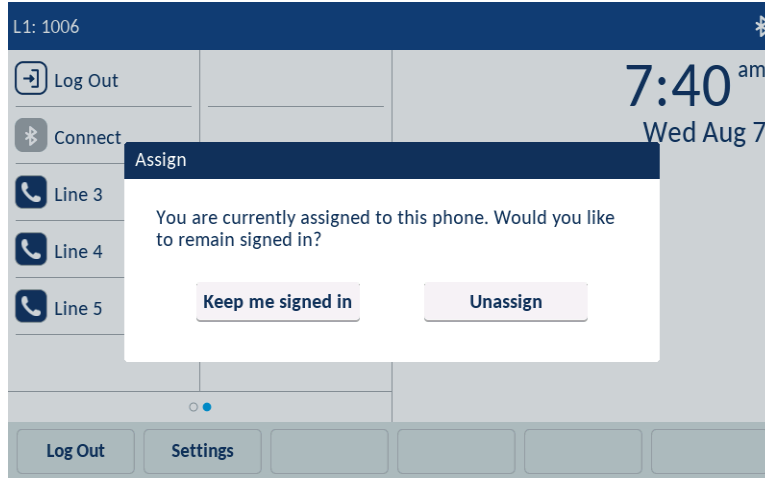 L1: 1006
Log Out
Connect
Line 3
Line 4
Line 5
7:40 am
Wed Aug 7
Assign
You are currently assigned to this phone. Would you like
to remain signed in?
Keep me signed in
Unassign
Log Out
Settings